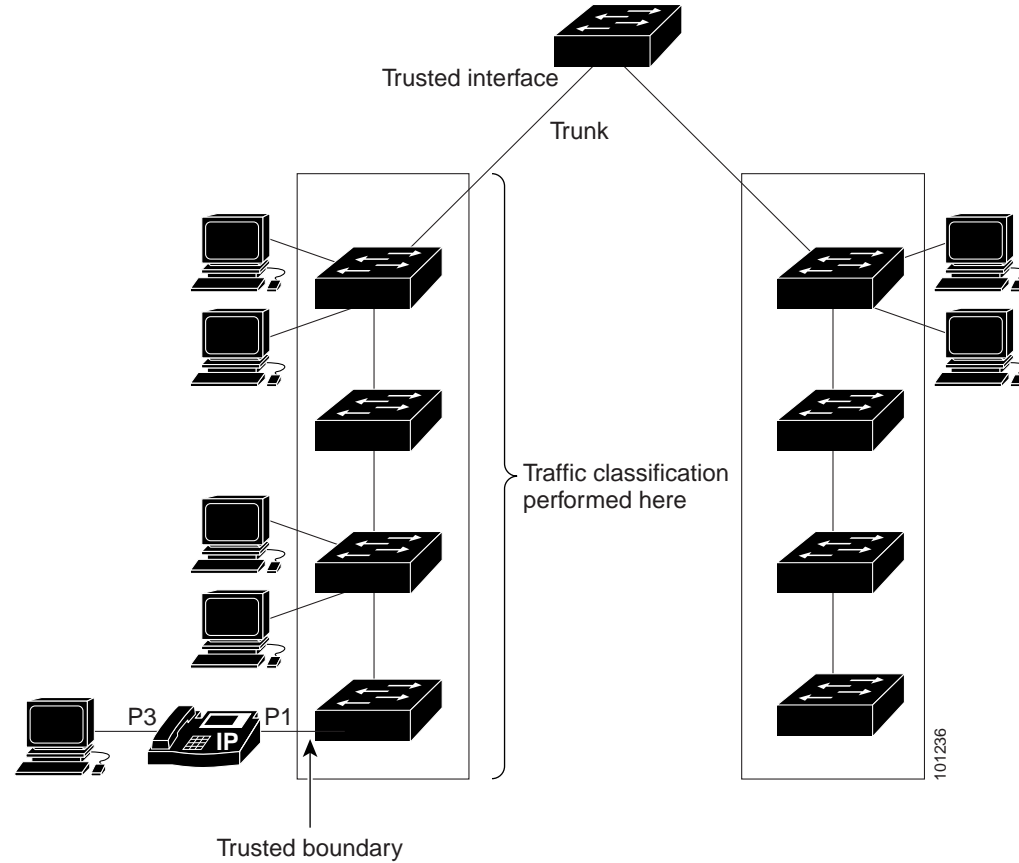 Trusted interface
Trunk
Traffic classification
performed here
P3
IP
P1
101236
Trusted boundary